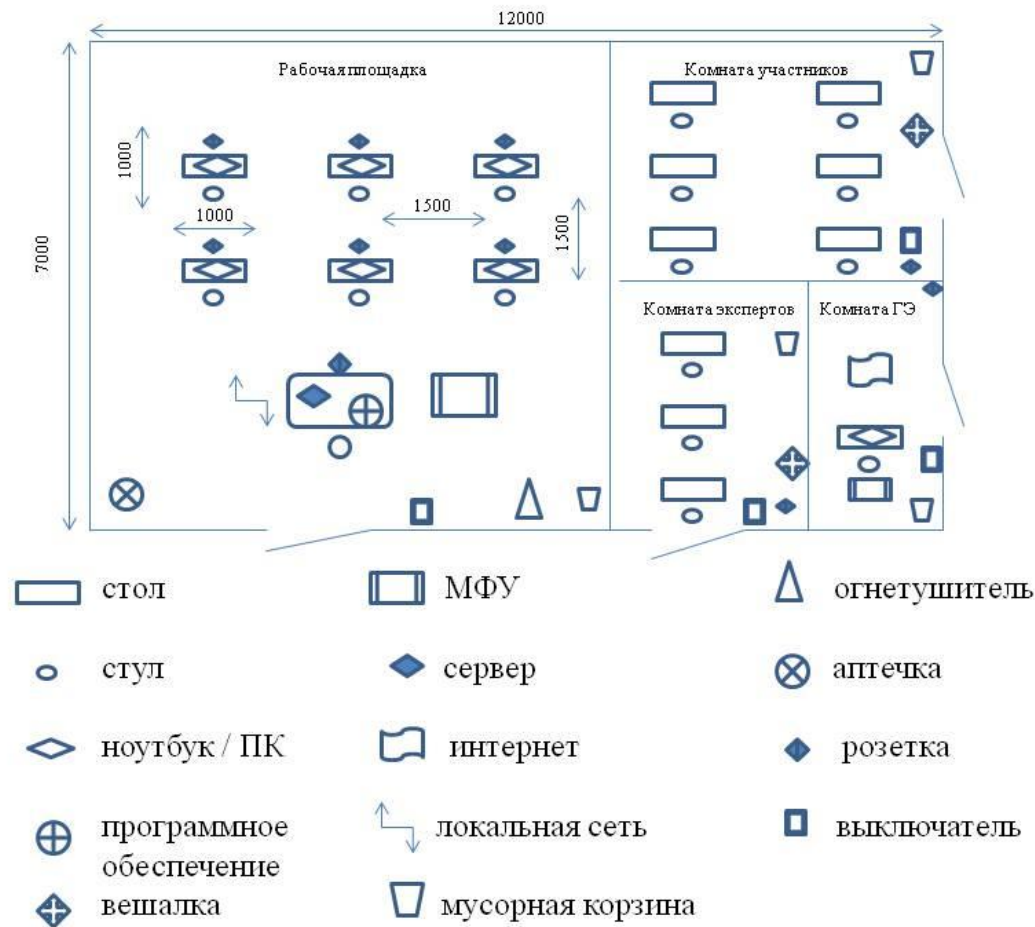 12000
7000
Рабочая площадка
Комната участников
1000
1000
1500
1500
Комната экспертов
Комната ГЭ
стол
МФУ
огнетушитель
стул
сервер
аптечка
ноутбук / ПК
интернет
розетка
программное
обеспечение
локальная сеть
выключатель
вешалка
мусорная корзина